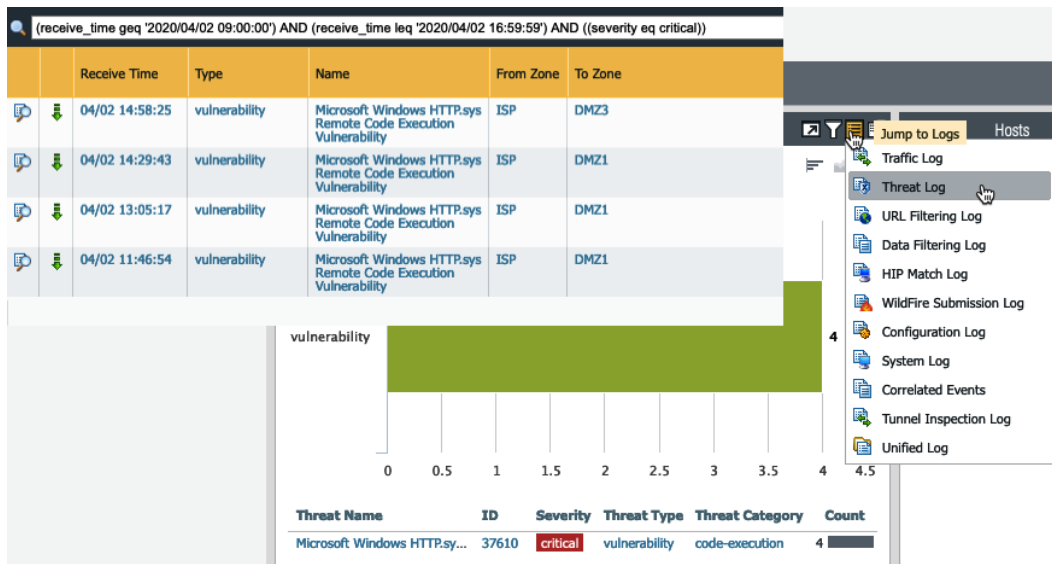 (receive_time geq '2020/04/02 09:00:00') AND (receive_time leq '2020/04/02 16:59:59') AND ((severity eq critical))
Receive Time Type Name From Zone To Zone
04/02 14:58:25 vulnerability Microsoft Windows HTTP.sys ISP DMZ3
Remote Code Execution
Vulnerability
04/02 14:29:43 vulnerability Microsoft Windows HTTP.sys ISP DMZ1
Remote Code Execution
Vulnerability
04/02 13:05:17 vulnerability Microsoft Windows HTTP.sys ISP DMZ1
Remote Code Execution
Vulnerability
04/02 11:46:54 vulnerability Microsoft Windows HTTP.sys ISP DMZ1
Remote Code Execution
Vulnerability
Jump to Logs Hosts
Traffic Log
Threat Log
URL Filtering Log
Data Filtering Log
HIP Match Log
WildFire Submission Log
Configuration Log
System Log
Correlated Events
Tunnel Inspection Log
Unified Log
vulnerability 4
0 0.5 1 1.5 2 2.5 3 3.5 4 4.5
Threat Name ID Severity Threat Type Threat Category Count
Microsoft Windows HTTP.sy... 37610 critical vulnerability code-execution 4